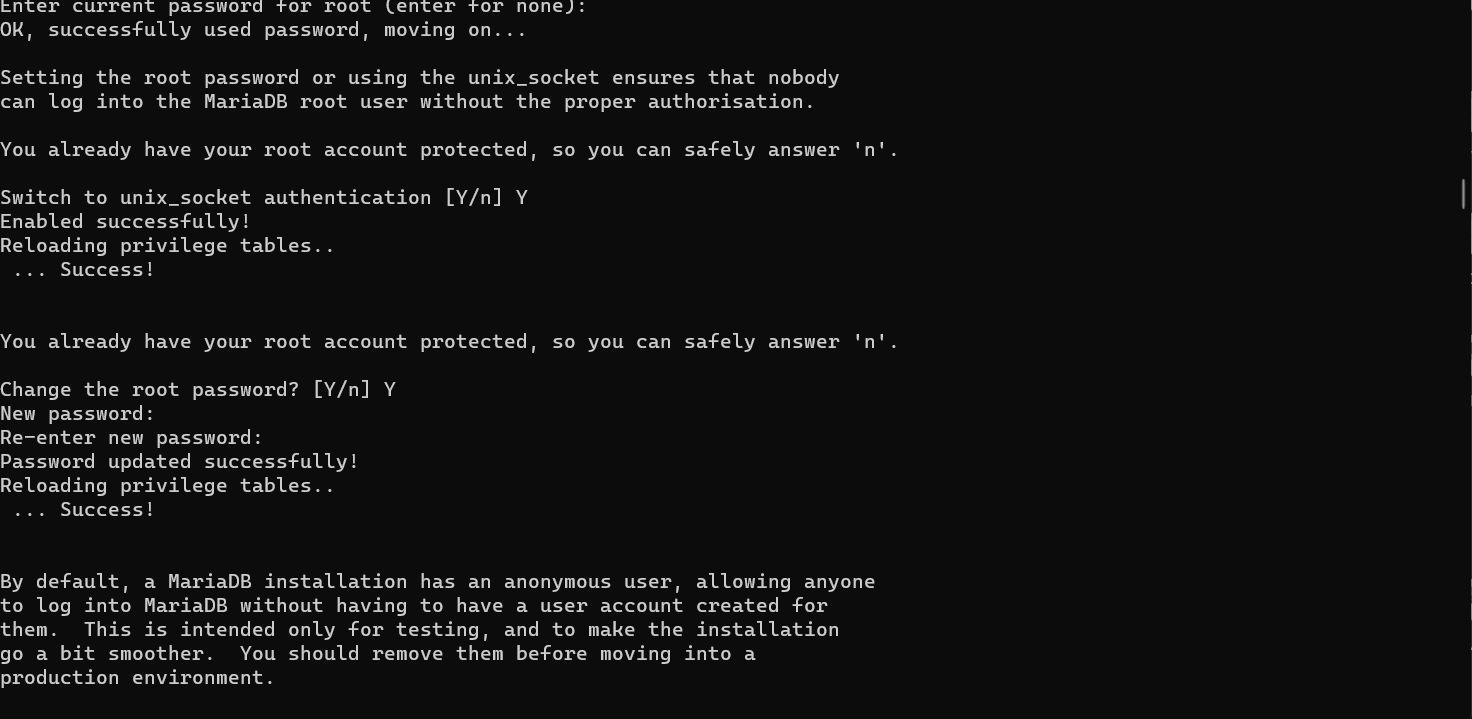 Enter current password for root (enter for none):
OK, successfully used password, moving on...
Setting the root password or using the unix_socket ensures that nobody
can log into the MariaDB root user without the proper authorisation.
You already have your root account protected, so you can safely answer 'n'.
Switch to unix_socket authentication [Y/n] Y
Enabled successfully!
Reloading privilege tables..
 ... Success!
You already have your root account protected, so you can safely answer 'n'.
Change the root password? [Y/n] Y
New password:
Re-enter new password:
Password updated successfully!
Reloading privilege tables..
 ... Success!
By default, a MariaDB installation has an anonymous user, allowing anyone
to log into MariaDB without having to have a user account created for
them.  This is intended only for testing, and to make the installation
go a bit smoother.  You should remove them before moving into a
production environment.